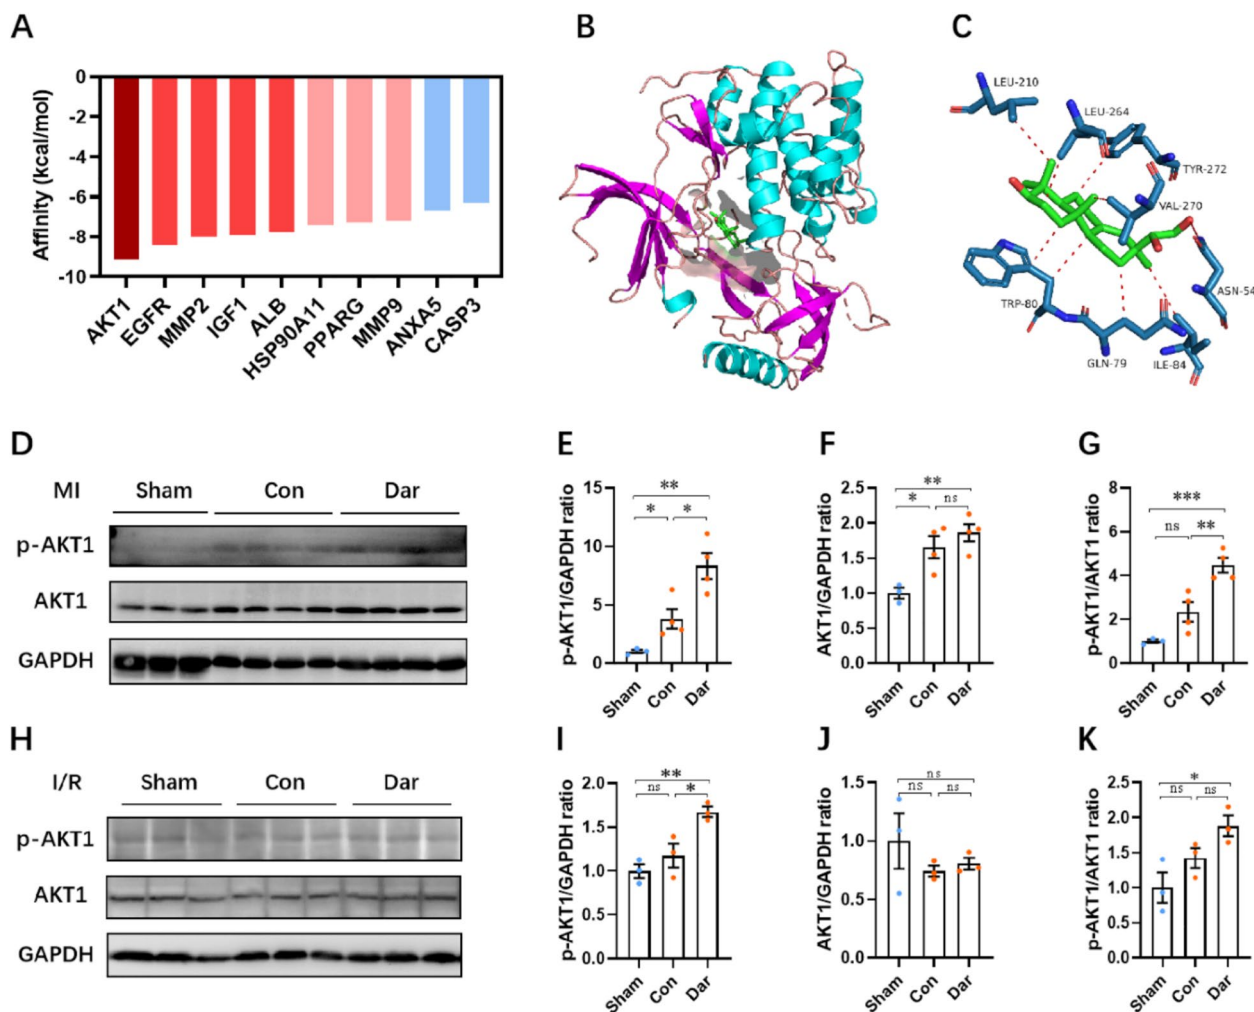 A
B
C
Affinity (kcal/mol)
0
-2
-4
-6
-8
-10
AKT1
EGFR
MMP2
IGF1
ALB
HSP90A11
PPARG
MMP9
ANXA5
CASP3
LEU-210
LEU-264
TYR-272
VAL-270
TRP-80
ASN-54
GLN-79
ILE-84
D
MI
Sham Con Dar
p-AKT1
AKT1
GAPDH
E
p-AKT1/GAPDH ratio
15
10
5
0
**
* *
Sham
Con
Dar
F
AKT1/GAPDH ratio
2.5
2.0
1.5
1.0
0.5
0.0
**
* ns
Sham
Con
Dar
G
p-AKT1/AKT1 ratio
8
6
4
2
0
***
ns **
Sham
Con
Dar
H
I/R
Sham Con Dar
p-AKT1
AKT1
GAPDH
I
p-AKT1/GAPDH ratio
2.0
1.5
1.0
0.5
0.0
**
ns *
Sham
Con
Dar
J
AKT1/GAPDH ratio
1.5
1.0
0.5
0.0
ns
ns ns
Sham
Con
Dar
K
p-AKT1/AKT1 ratio
2.5
2.0
1.5
1.0
0.5
0.0
*
ns ns
Sham
Con
Dar